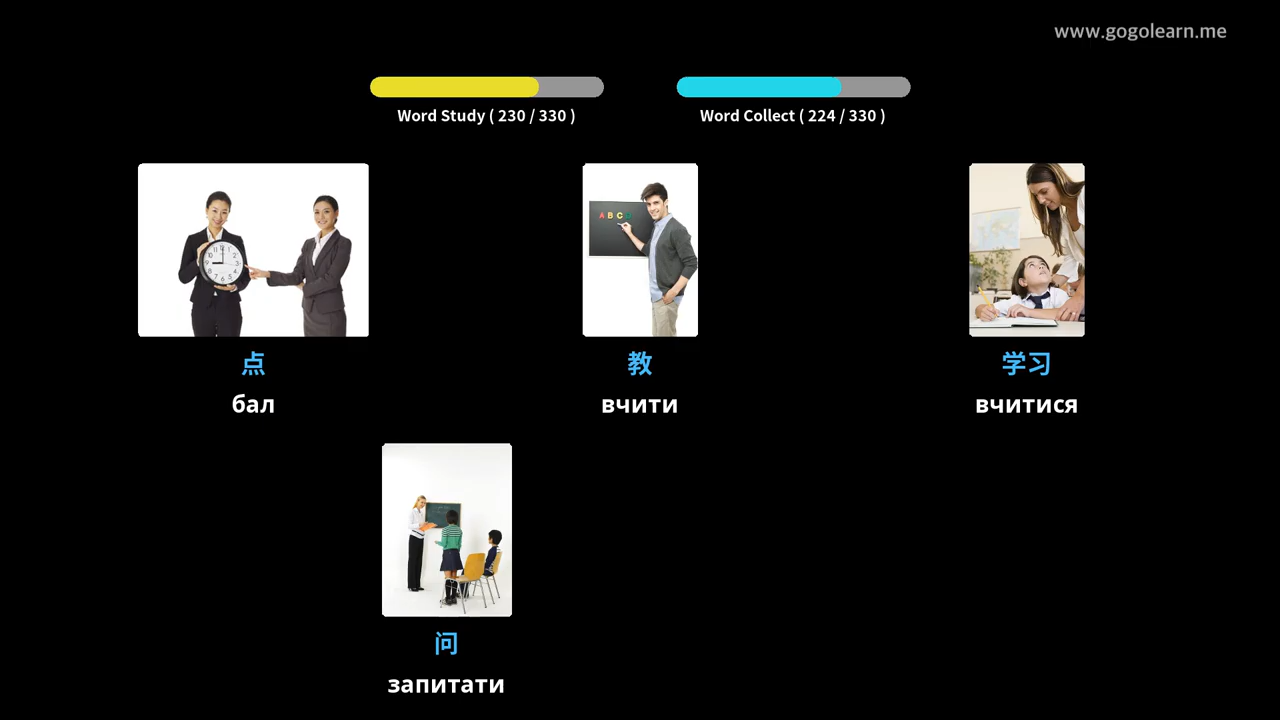 www.gogolearn.me
Word Study ( 230 / 330 )
Word Collect ( 224 / 330 )
点
бал
A B C D
教
вчити
学习
вчитися
问
запитати